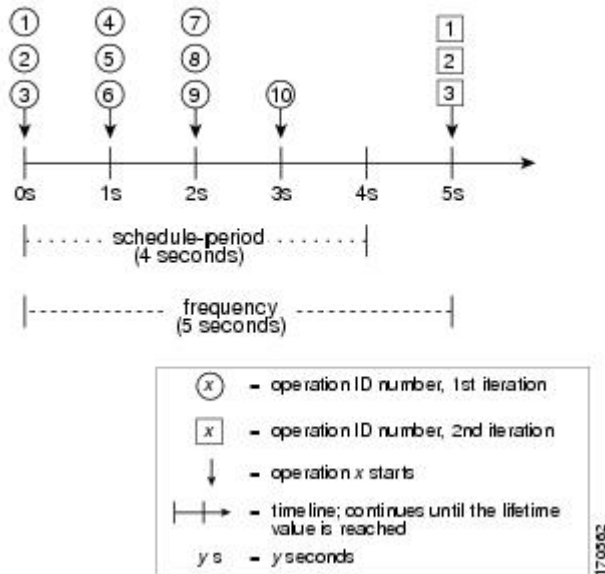 1 4 7 1
2 5 8 2
3 6 9 10 3
0s 1s 2s 3s 4s 5s
schedule-period
(4 seconds)
frequency
(5 seconds)
x = operation ID number, 1st iteration
x = operation ID number, 2nd iteration
= operation x starts
= timeline; continues until the lifetime
value is reached
y s = y seconds
170562